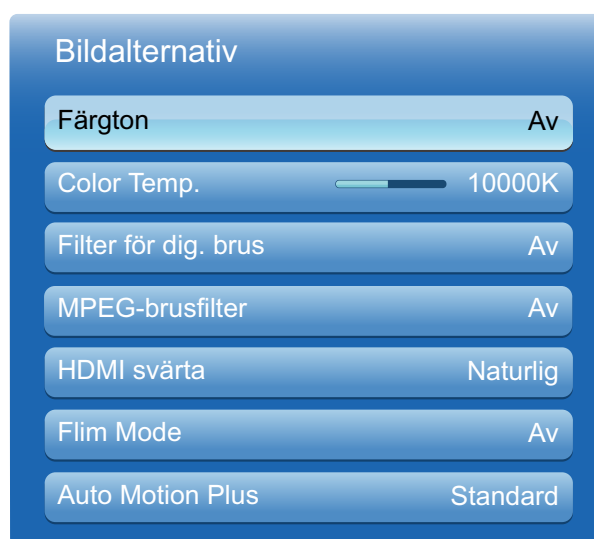 Bildalternativ
Färgton Av
Color Temp. 10000K
Filter för dig. brus Av
MPEG-brusfilter Av
HDMI svärta Naturlig
Flim Mode Av
Auto Motion Plus Standard